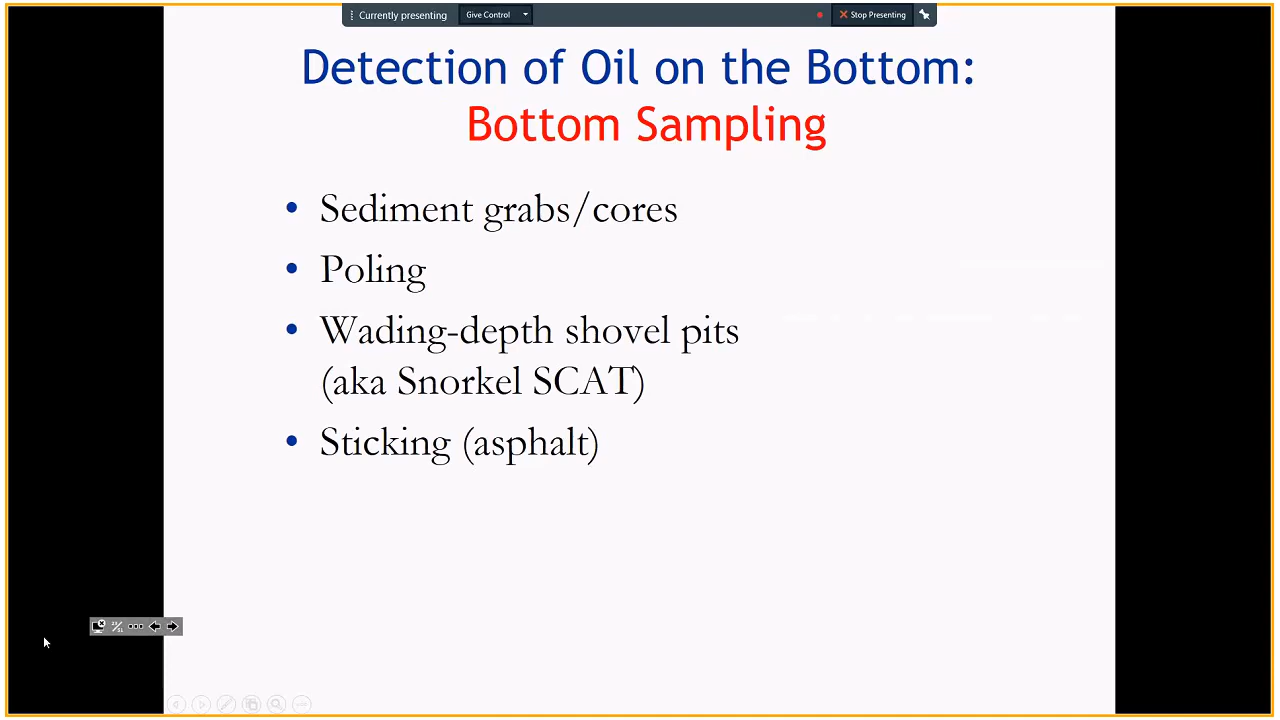 Currently presenting Give Control Stop Presenting
Detection of Oil on the Bottom:
Bottom Sampling
• Sediment grabs/cores
• Poling
• Wading-depth shovel pits
(aka Snorkel SCAT)
• Sticking (asphalt)